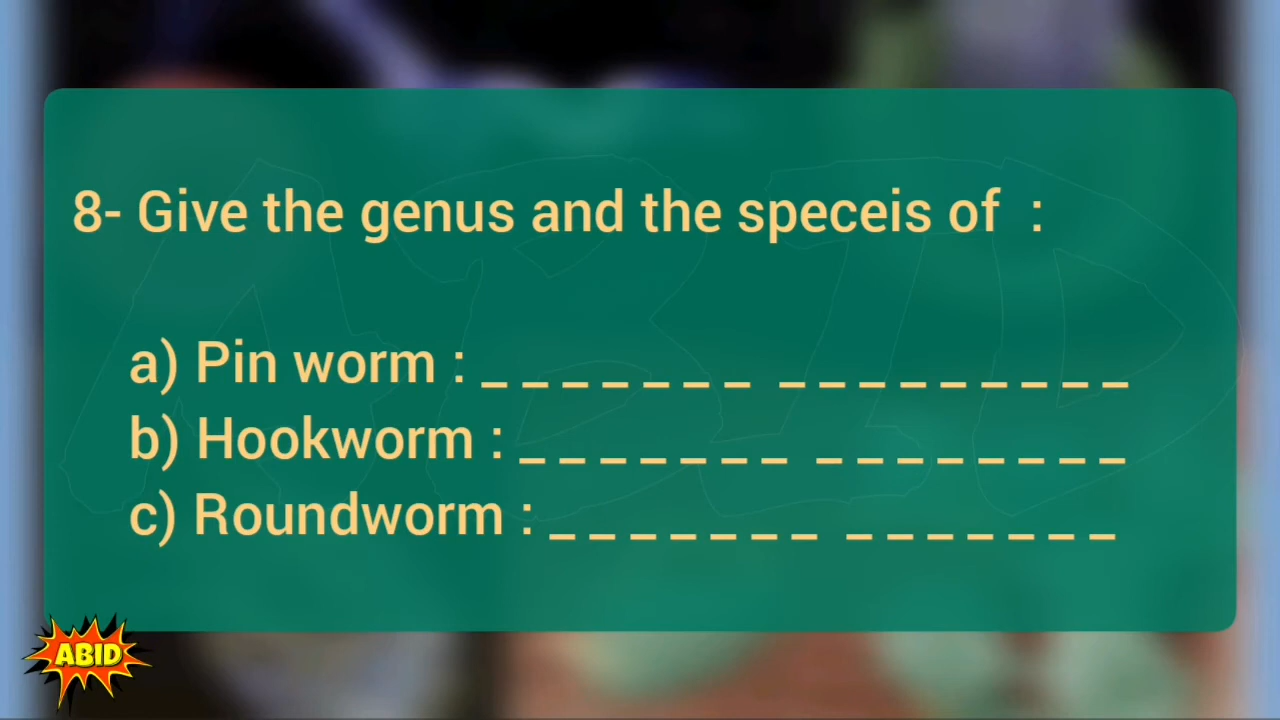 8- Give the genus and the speceis of :
a) Pin worm : _ _ _ _ _ _ _ _ _ _ _ _ _ _ _ _
b) Hookworm : _ _ _ _ _ _ _ _ _ _ _ _ _ _ _
c) Roundworm : _ _ _ _ _ _ _ _ _ _ _ _ _ _
ABID